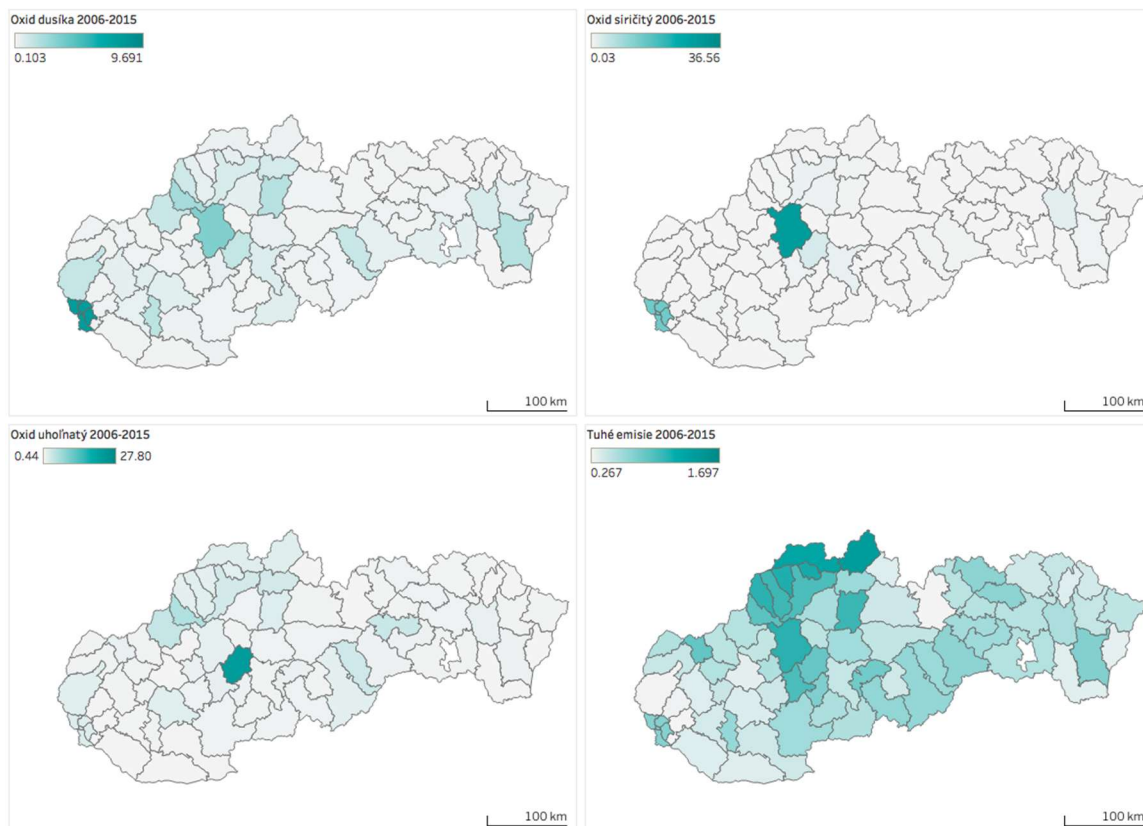 Oxid dusíka 2006-2015
0.103 9.691
100 km
Oxid siričitý 2006-2015
0.03 36.56
100 km
Oxid uhoľnatý 2006-2015
0.44 27.80
100 km
Tuhé emisie 2006-2015
0.267 1.697
100 km